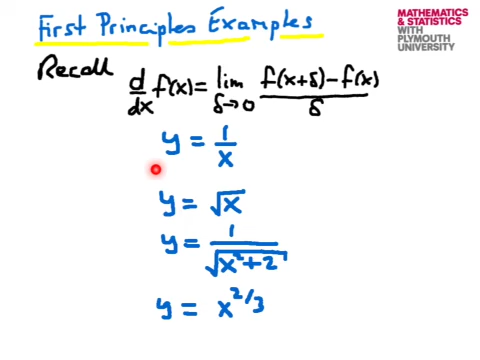 First Principles Examples
MATHEMATICS
& STATISTICS
WITH
PLYMOUTH
UNIVERSITY
Recall
d/dx f(x) = lim δ→0 (f(x+δ) − f(x))/δ
y = 1/x
y = √x
y = 1/√(x²+2)
y = x^(2/3)